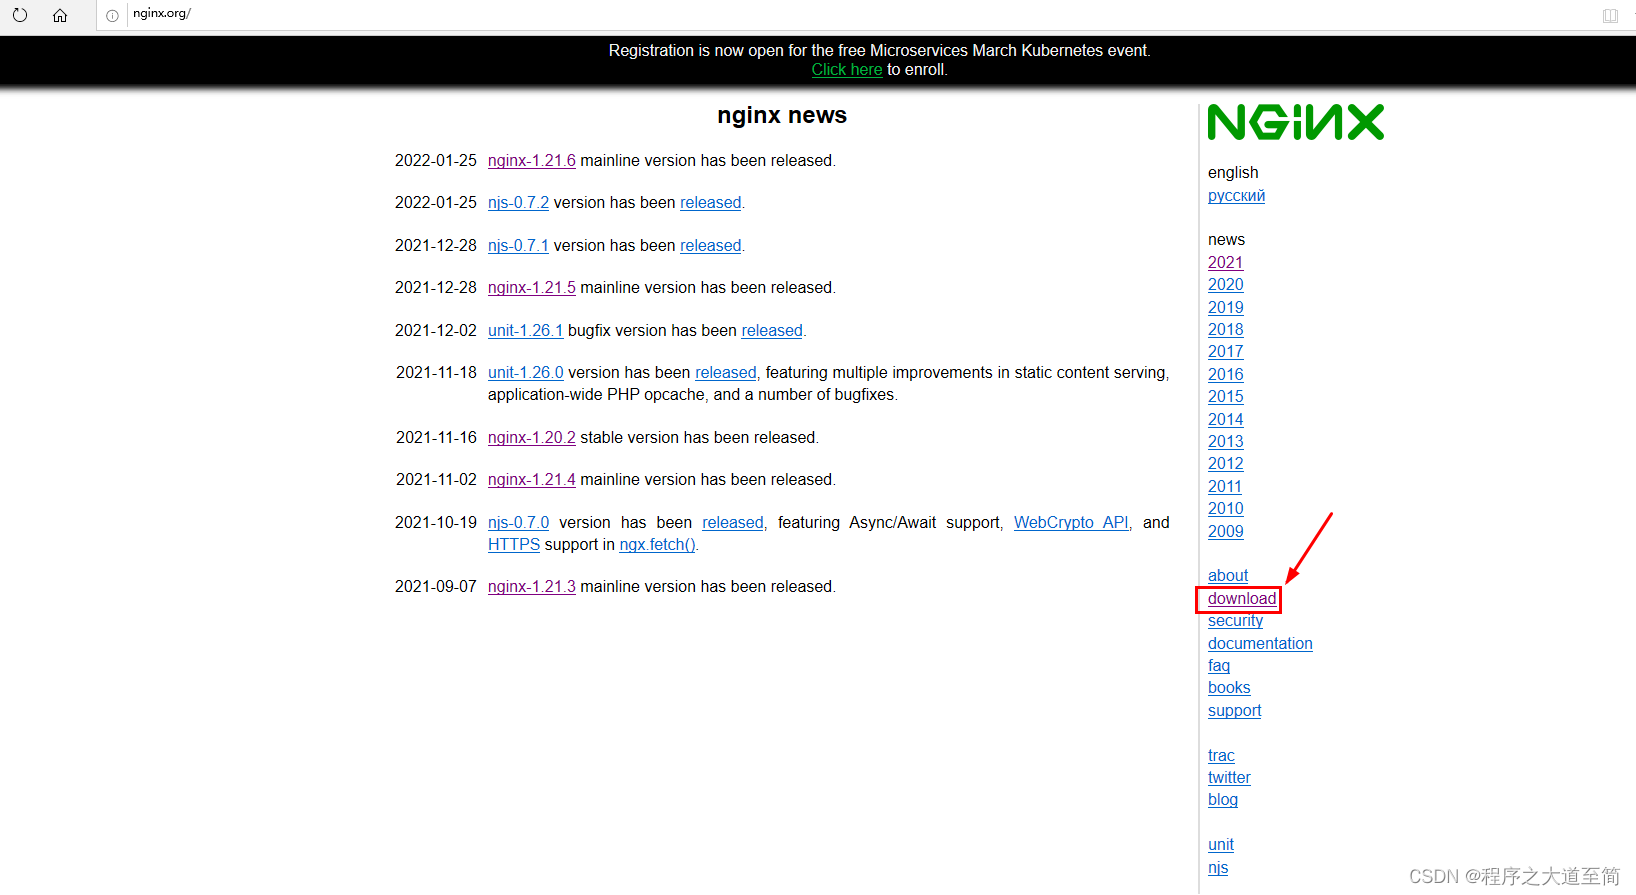 nginx.org/
Registration is now open for the free Microservices March Kubernetes event.
Click here to enroll.
nginx news
2022-01-25 nginx-1.21.6 mainline version has been released.
2022-01-25 njs-0.7.2 version has been released.
2021-12-28 njs-0.7.1 version has been released.
2021-12-28 nginx-1.21.5 mainline version has been released.
2021-12-02 unit-1.26.1 bugfix version has been released.
2021-11-18 unit-1.26.0 version has been released, featuring multiple improvements in static content serving,
application-wide PHP opcache, and a number of bugfixes.
2021-11-16 nginx-1.20.2 stable version has been released.
2021-11-02 nginx-1.21.4 mainline version has been released.
2021-10-19 njs-0.7.0 version has been released, featuring Async/Await support, WebCrypto API, and
HTTPS support in ngx.fetch().
2021-09-07 nginx-1.21.3 mainline version has been released.
NGINX
english
русский
news
2021
2020
2019
2018
2017
2016
2015
2014
2013
2012
2011
2010
2009
about
download
security
documentation
faq
books
support
trac
twitter
blog
unit
njs
CSDN @程序之大道至简